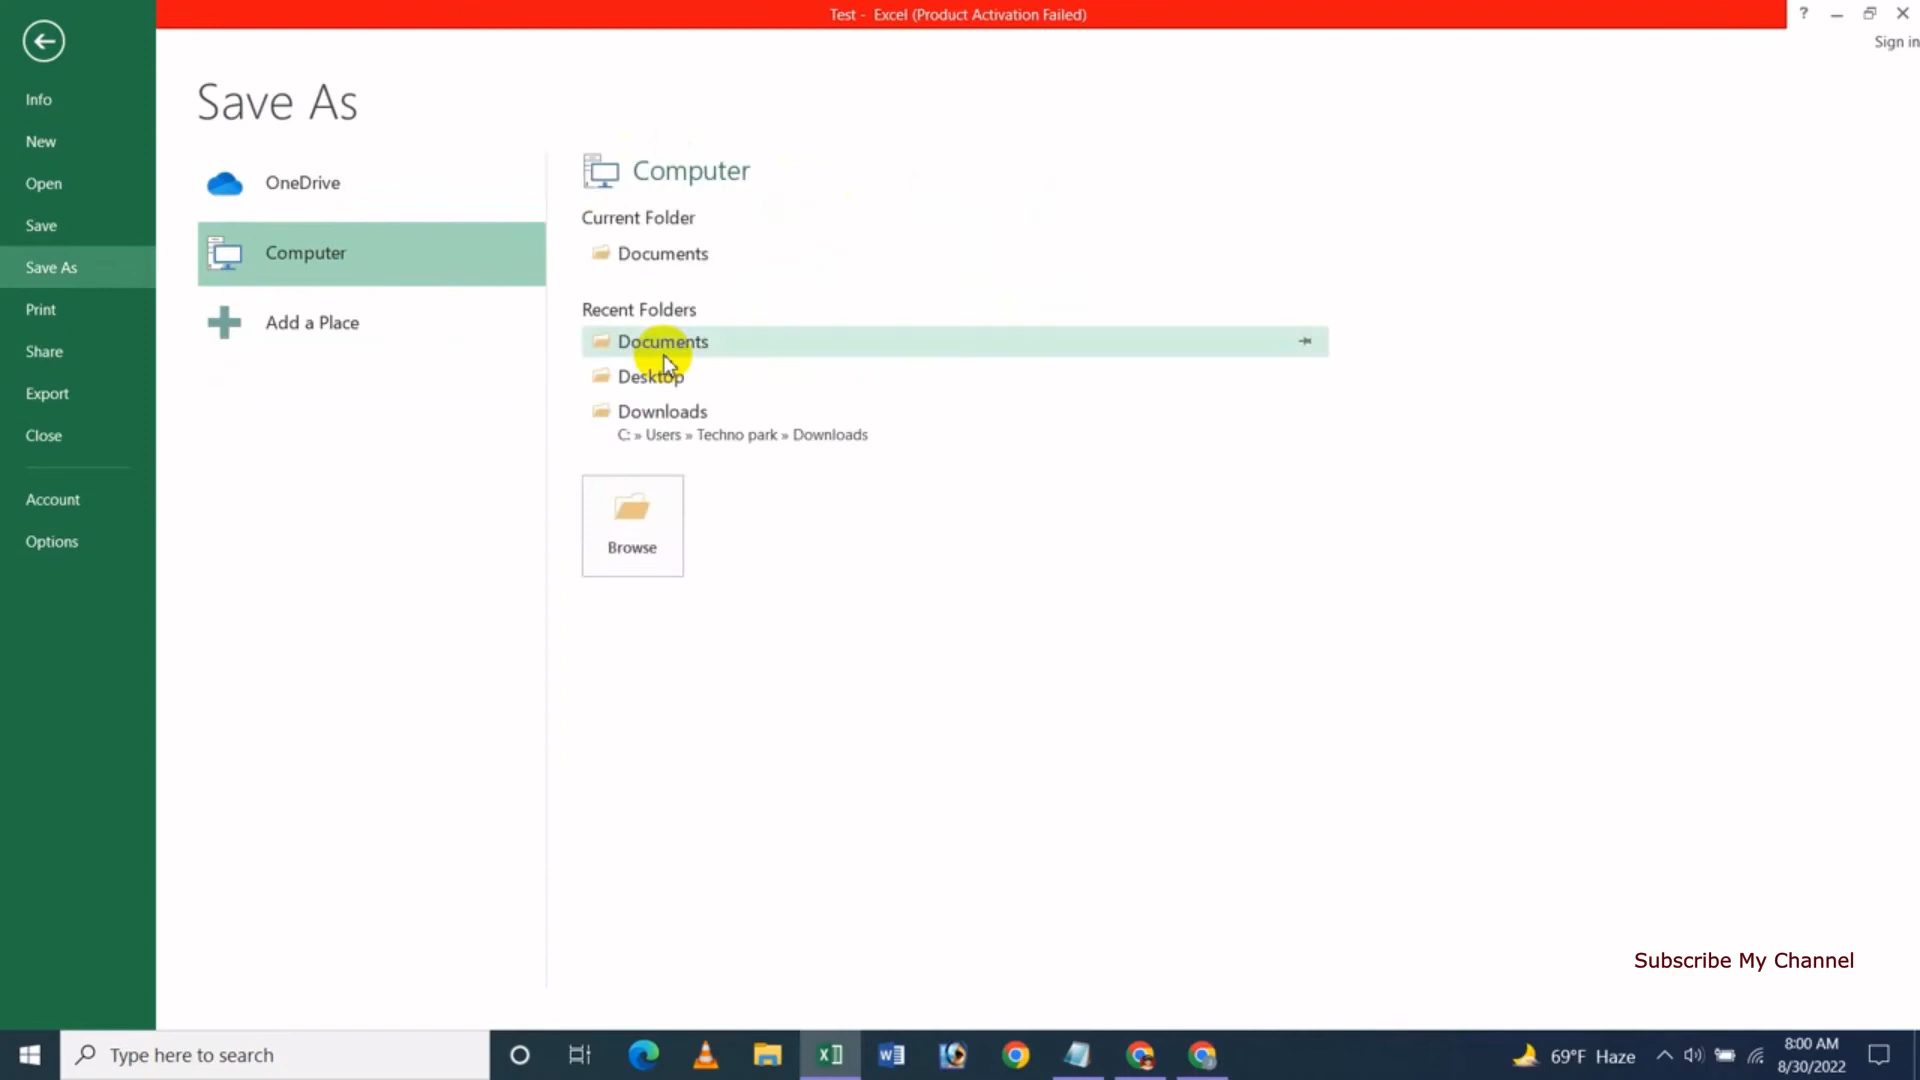 Test - Excel (Product Activation Failed)
?
Sign in
Info
New
Open
Save
Save As
Print
Share
Export
Close
Account
Options
Save As
OneDrive
Computer
Add a Place
Computer
Current Folder
Documents
Recent Folders
Documents
Desktop
Downloads
C: » Users » Techno park » Downloads
Browse
Subscribe My Channel
Type here to search
69°F Haze
8:00 AM
8/30/2022